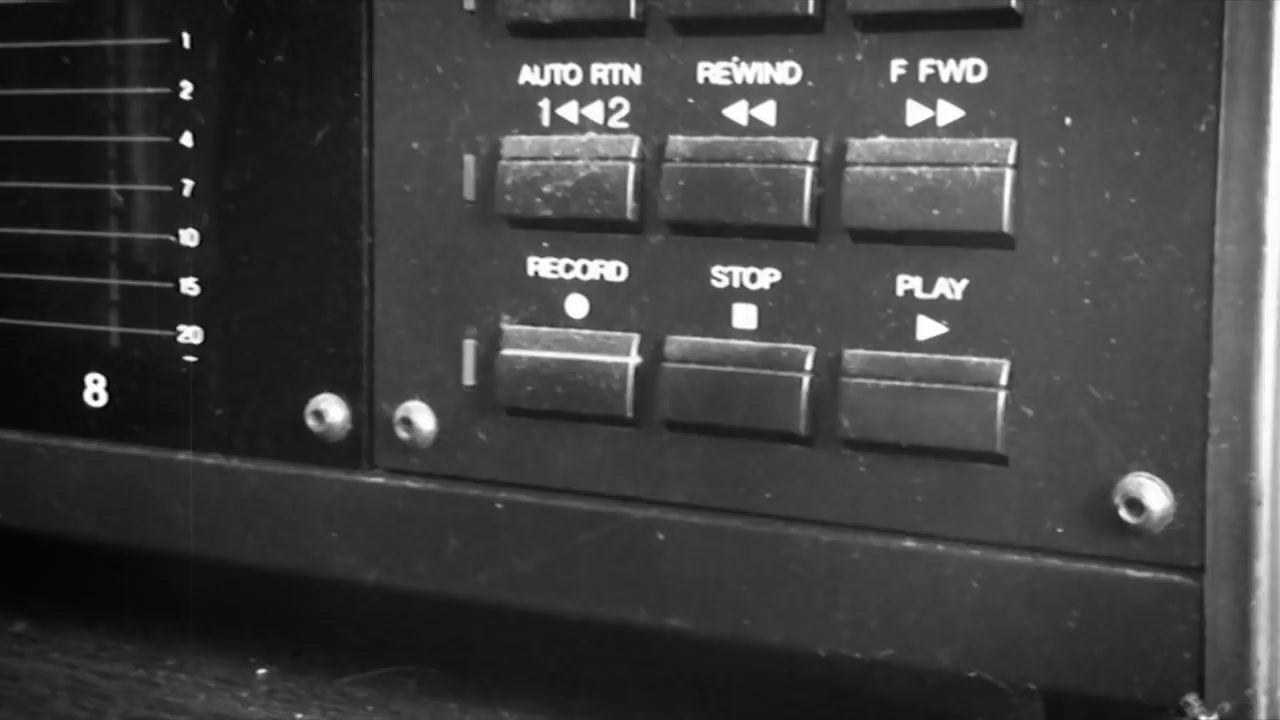 1
2
4
7
10
15
20
-
8
AUTO RTN
1◀◀2
REWIND
◀◀
F FWD
▶▶
RECORD
●
STOP
■
PLAY
▶